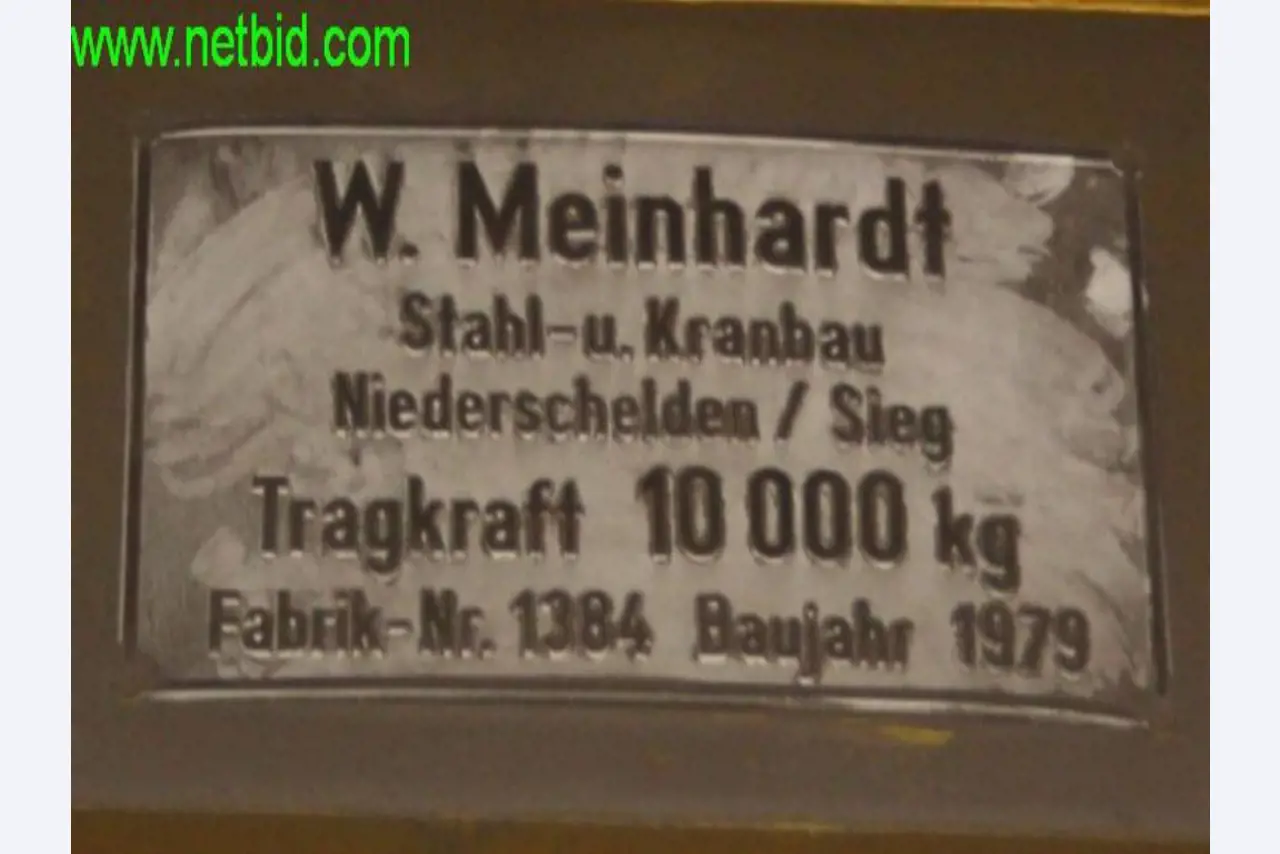 www.netbid.com
W. Meinhardt
Stahl-u. Kranbau
Niederschelden / Sieg
Tragkraft 10 000 kg
Fabrik-Nr. 1384 Baujahr 1979